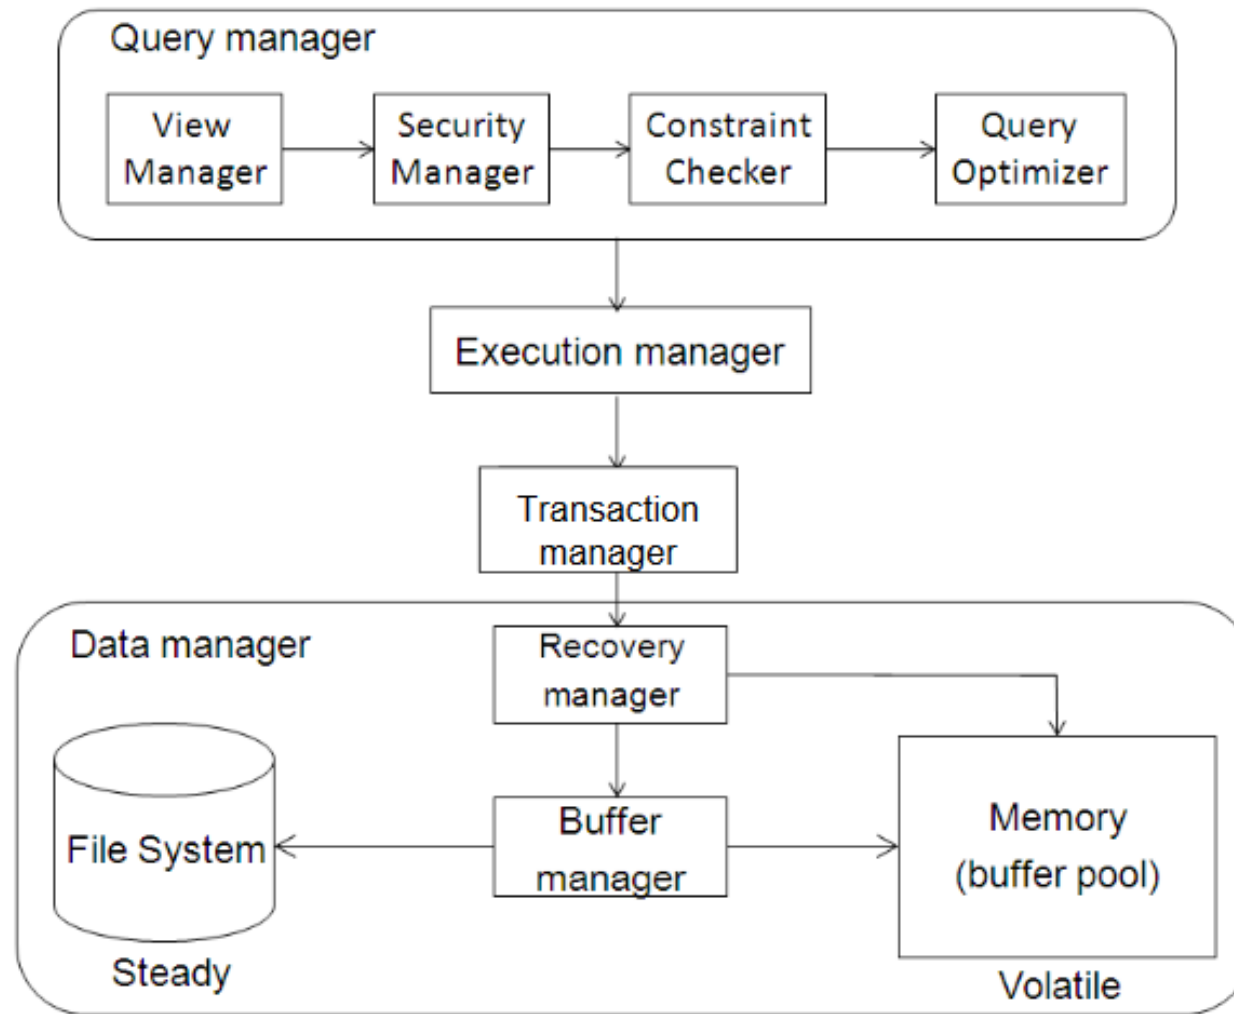 Query manager
View
Manager
Security
Manager
Constraint
Checker
Query
Optimizer
Execution manager
Transaction
manager
Data manager
Recovery
manager
File System
Buffer
manager
Memory
(buffer pool)
Steady
Volatile